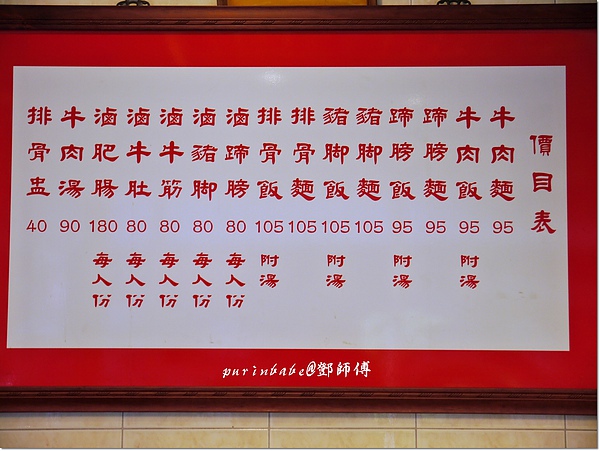 價目表
牛肉麵 95
牛肉飯 95 附湯
蹄膀麵 95
蹄膀飯 95 附湯
豬脚麵 105
豬脚飯 105 附湯
排骨麵 105
排骨飯 105 附湯
滷蹄膀 80 每人份
滷豬脚 80 每人份
滷牛筋 80 每人份
滷牛肚 80 每人份
滷肥腸 180 每人份
牛肉湯 90
排骨盅 40
purinbabe@鄧師傅